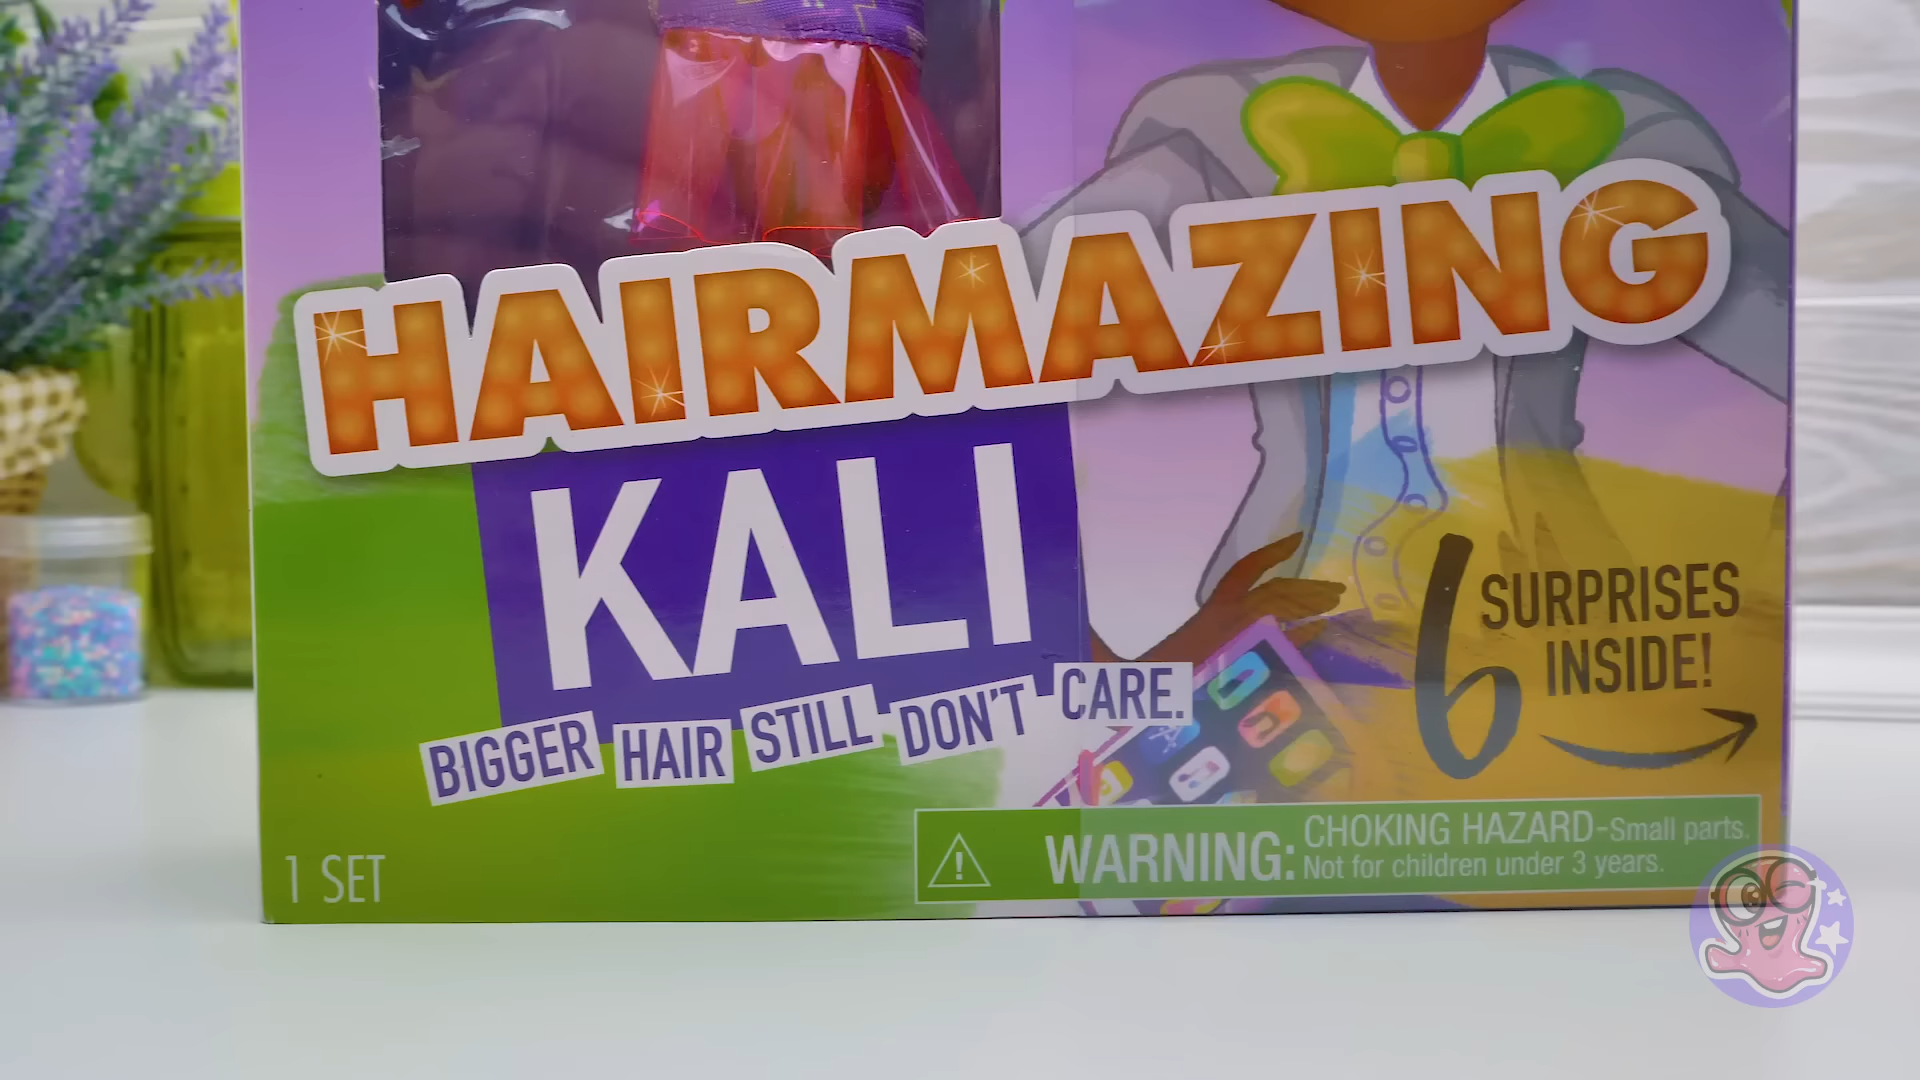 HAIRMAZING
KALI
BIGGER HAIR STILL DON'T CARE.
6 SURPRISES
INSIDE!
1 SET
WARNING: CHOKING HAZARD-Small parts.
Not for children under 3 years.